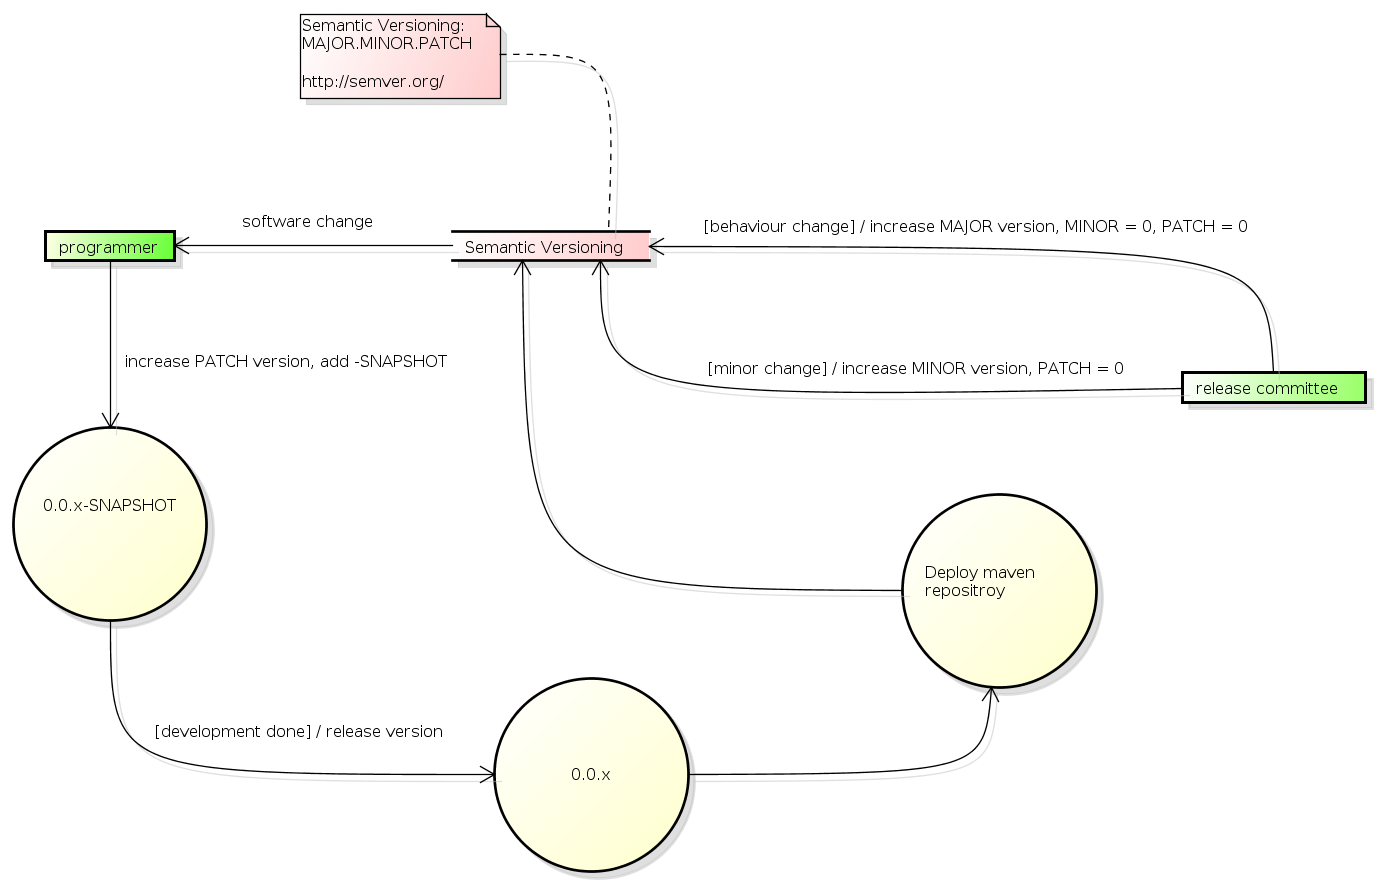 Semantic Versioning:
MAJOR.MINOR.PATCH
http://semver.org/
software change
[behaviour change] / increase MAJOR version, MINOR = 0, PATCH = 0
programmer
Semantic Versioning
increase PATCH version, add -SNAPSHOT
[minor change] / increase MINOR version, PATCH = 0
release committee
0.0.x-SNAPSHOT
Deploy maven
repositroy
[development done] / release version
0.0.x